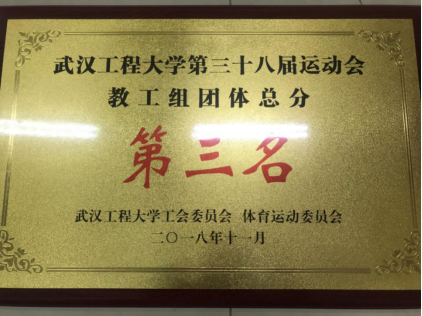 武汉工程大学第三十八届运动会
教工组团体总分
第三名
武汉工程大学工会委员会 体育运动委员会
二〇一八年十一月